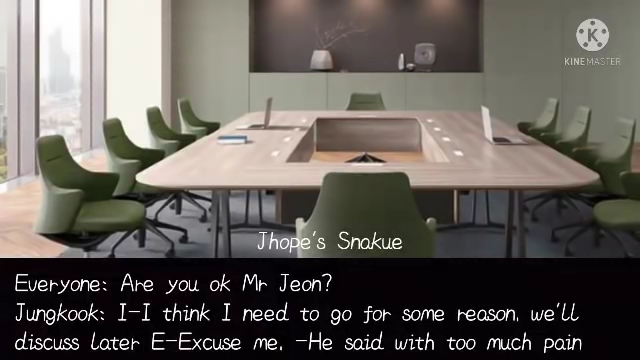 KINEMASTER
Jhope's Snakue
Everyone: Are you ok Mr Jeon?
Jungkook: I-I think I need to go for some reason, we'll
discuss later E-Excuse me, -He said with too much pain